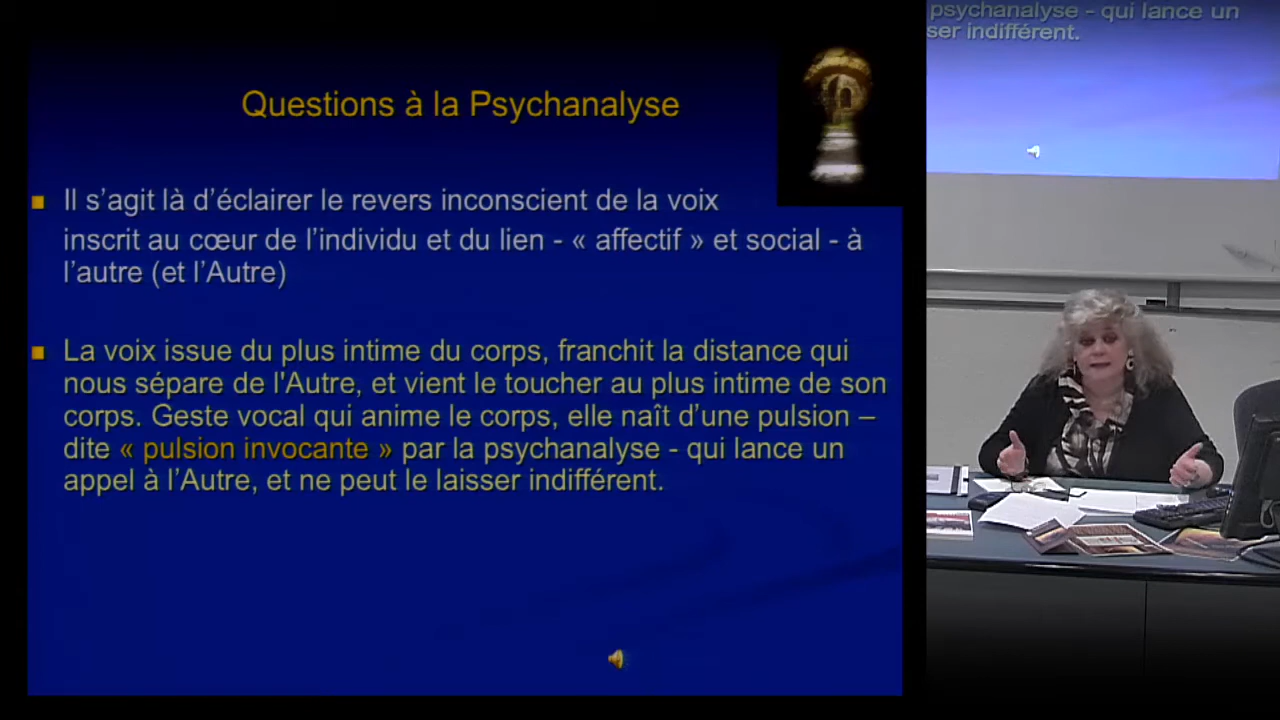 Questions à la Psychanalyse
Il s’agit là d’éclairer le revers inconscient de la voix
inscrit au cœur de l’individu et du lien - « affectif » et social - à
l’autre (et l’Autre)
La voix issue du plus intime du corps, franchit la distance qui
nous sépare de l'Autre, et vient le toucher au plus intime de son
corps. Geste vocal qui anime le corps, elle naît d’une pulsion –
dite « pulsion invocante » par la psychanalyse - qui lance un
appel à l’Autre, et ne peut le laisser indifférent.
psychanalyse - qui lance un
ser indifférent.